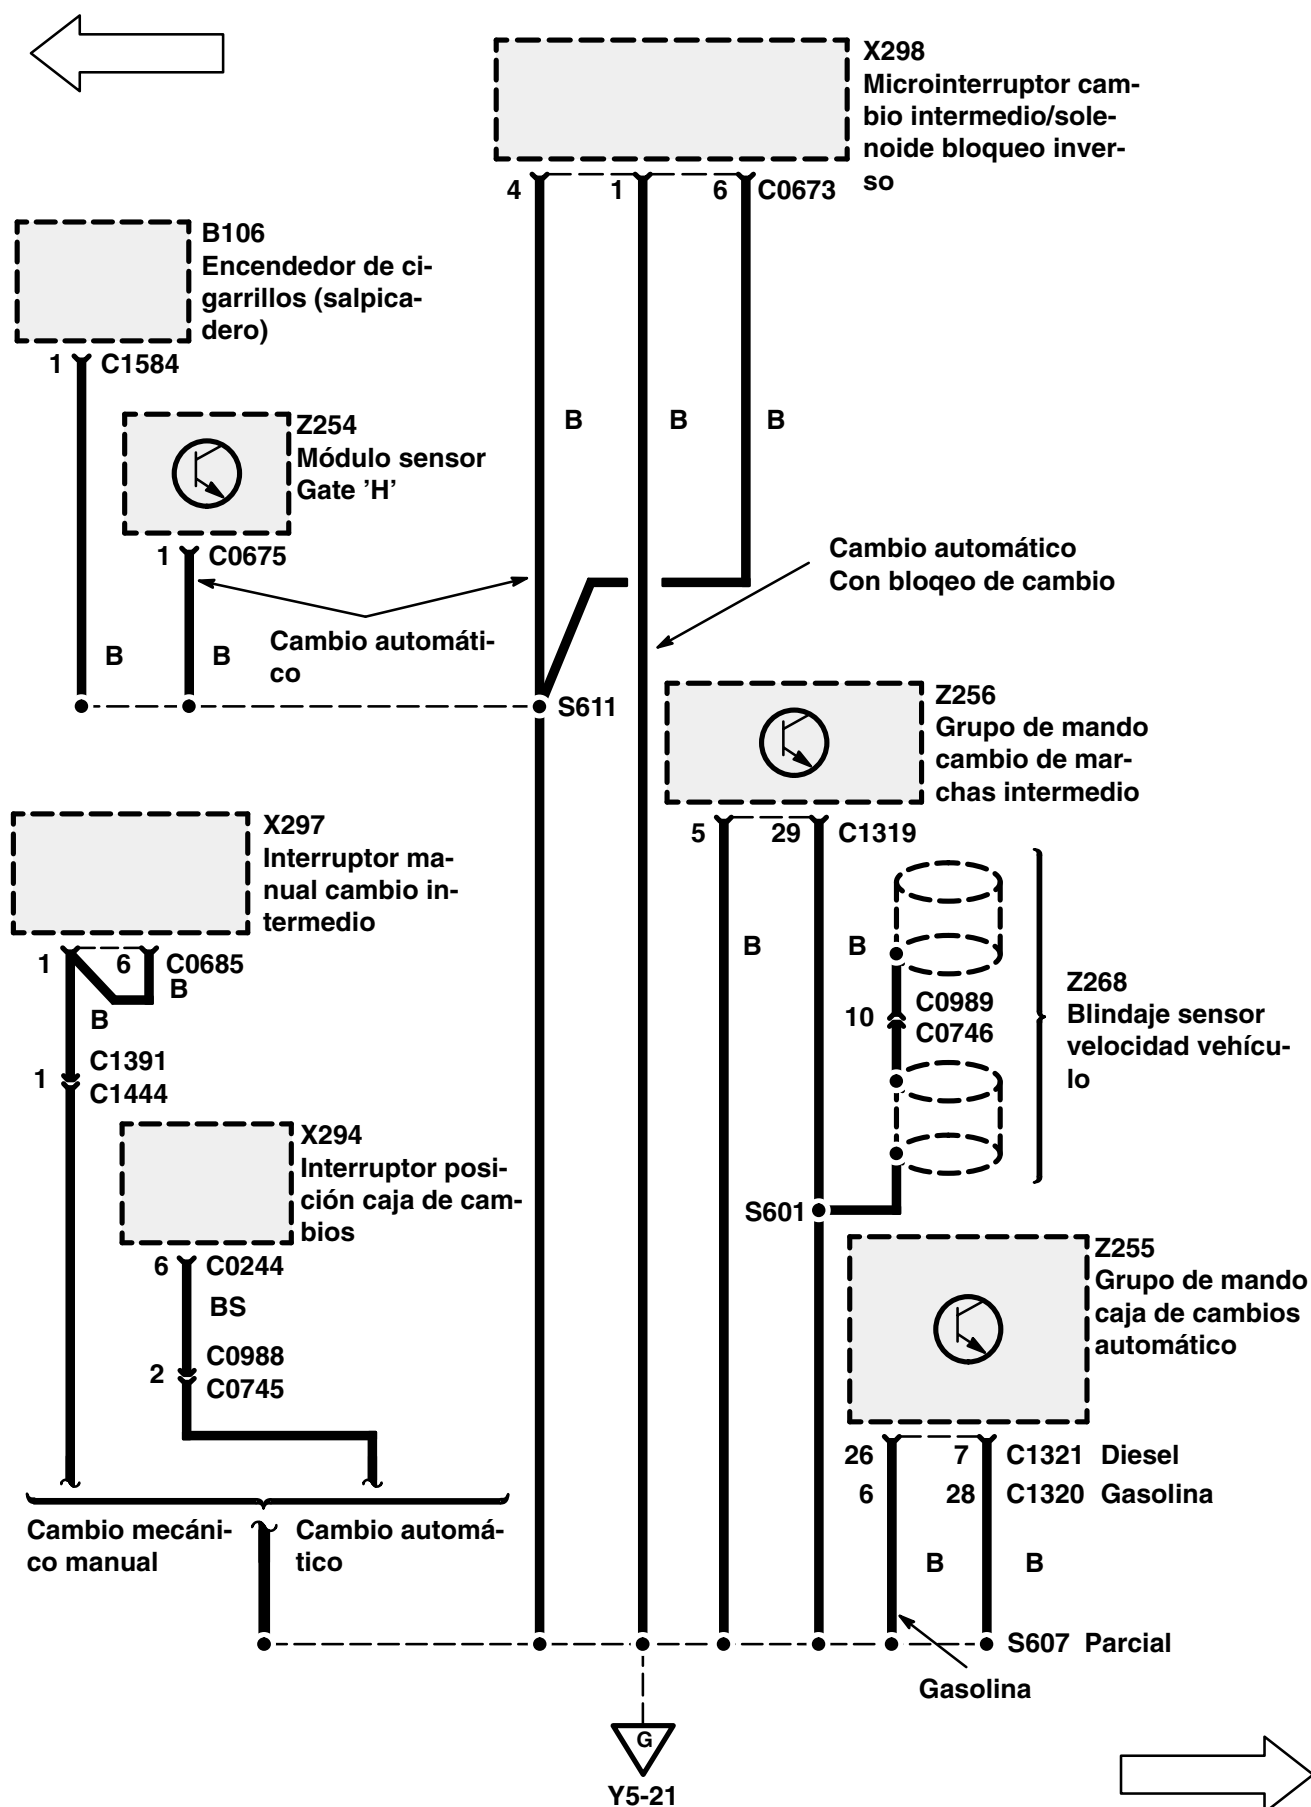 X298
Microinterruptor cam-
bio intermedio/sole-
noide bloqueo inver-
so
4
1
6
C0673
B106
Encendedor de ci-
garrillos (salpica-
dero)
1
C1584
Z254
Módulo sensor
Gate 'H'
1
C0675
B
B
B
Cambio automático
Con bloqeo de cambio
B
B
Cambio automáti-
co
S611
Z256
Grupo de mando
cambio de mar-
chas intermedio
5
29
C1319
X297
Interruptor ma-
nual cambio in-
termedio
1
6
C0685
B
B
B
B
10
C0989
C0746
Z268
Blindaje sensor
velocidad vehícu-
lo
1
C1391
C1444
X294
Interruptor posi-
ción caja de cam-
bios
6
C0244
BS
2
C0988
C0745
S601
Z255
Grupo de mando
caja de cambios
automático
26
7
C1321 Diesel
6
28
C1320 Gasolina
Cambio mecáni-
co manual
Cambio automá-
tico
B
B
S607 Parcial
Gasolina
G
Y5-21